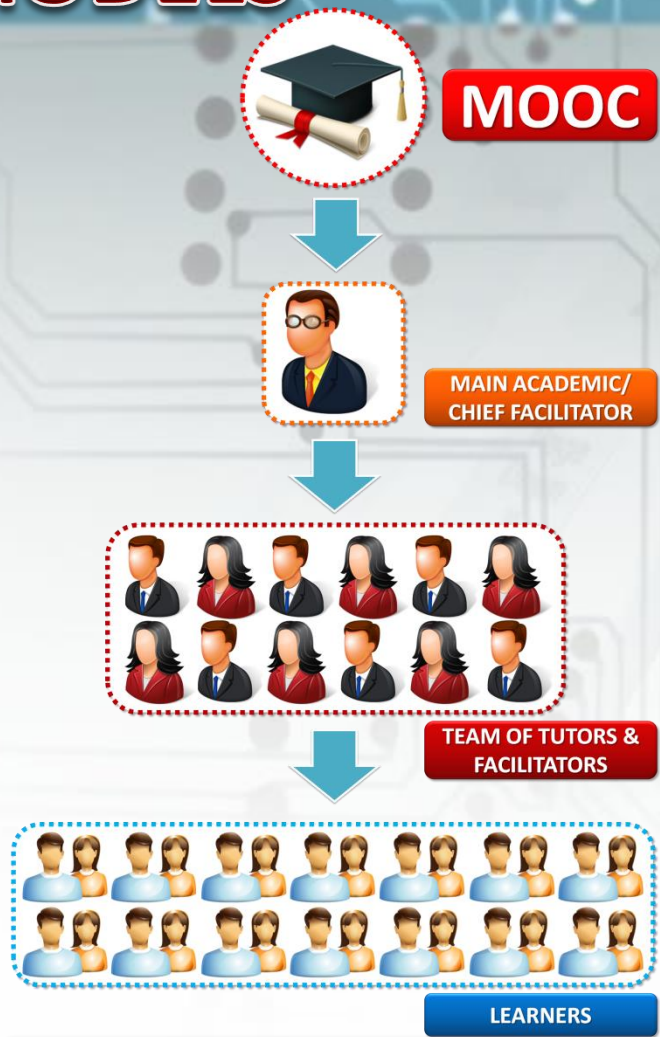 MOOC
MAIN ACADEMIC/
CHIEF FACILITATOR
TEAM OF TUTORS &
FACILITATORS
LEARNERS